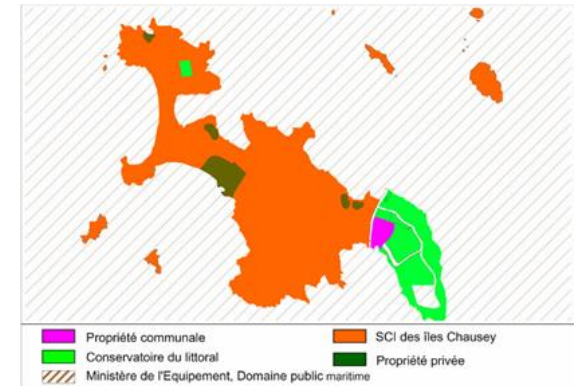 Propriété communale
SCI des îles Chausey
Conservatoire du littoral
Propriété privée
Ministère de l'Equipement, Domaine public maritime